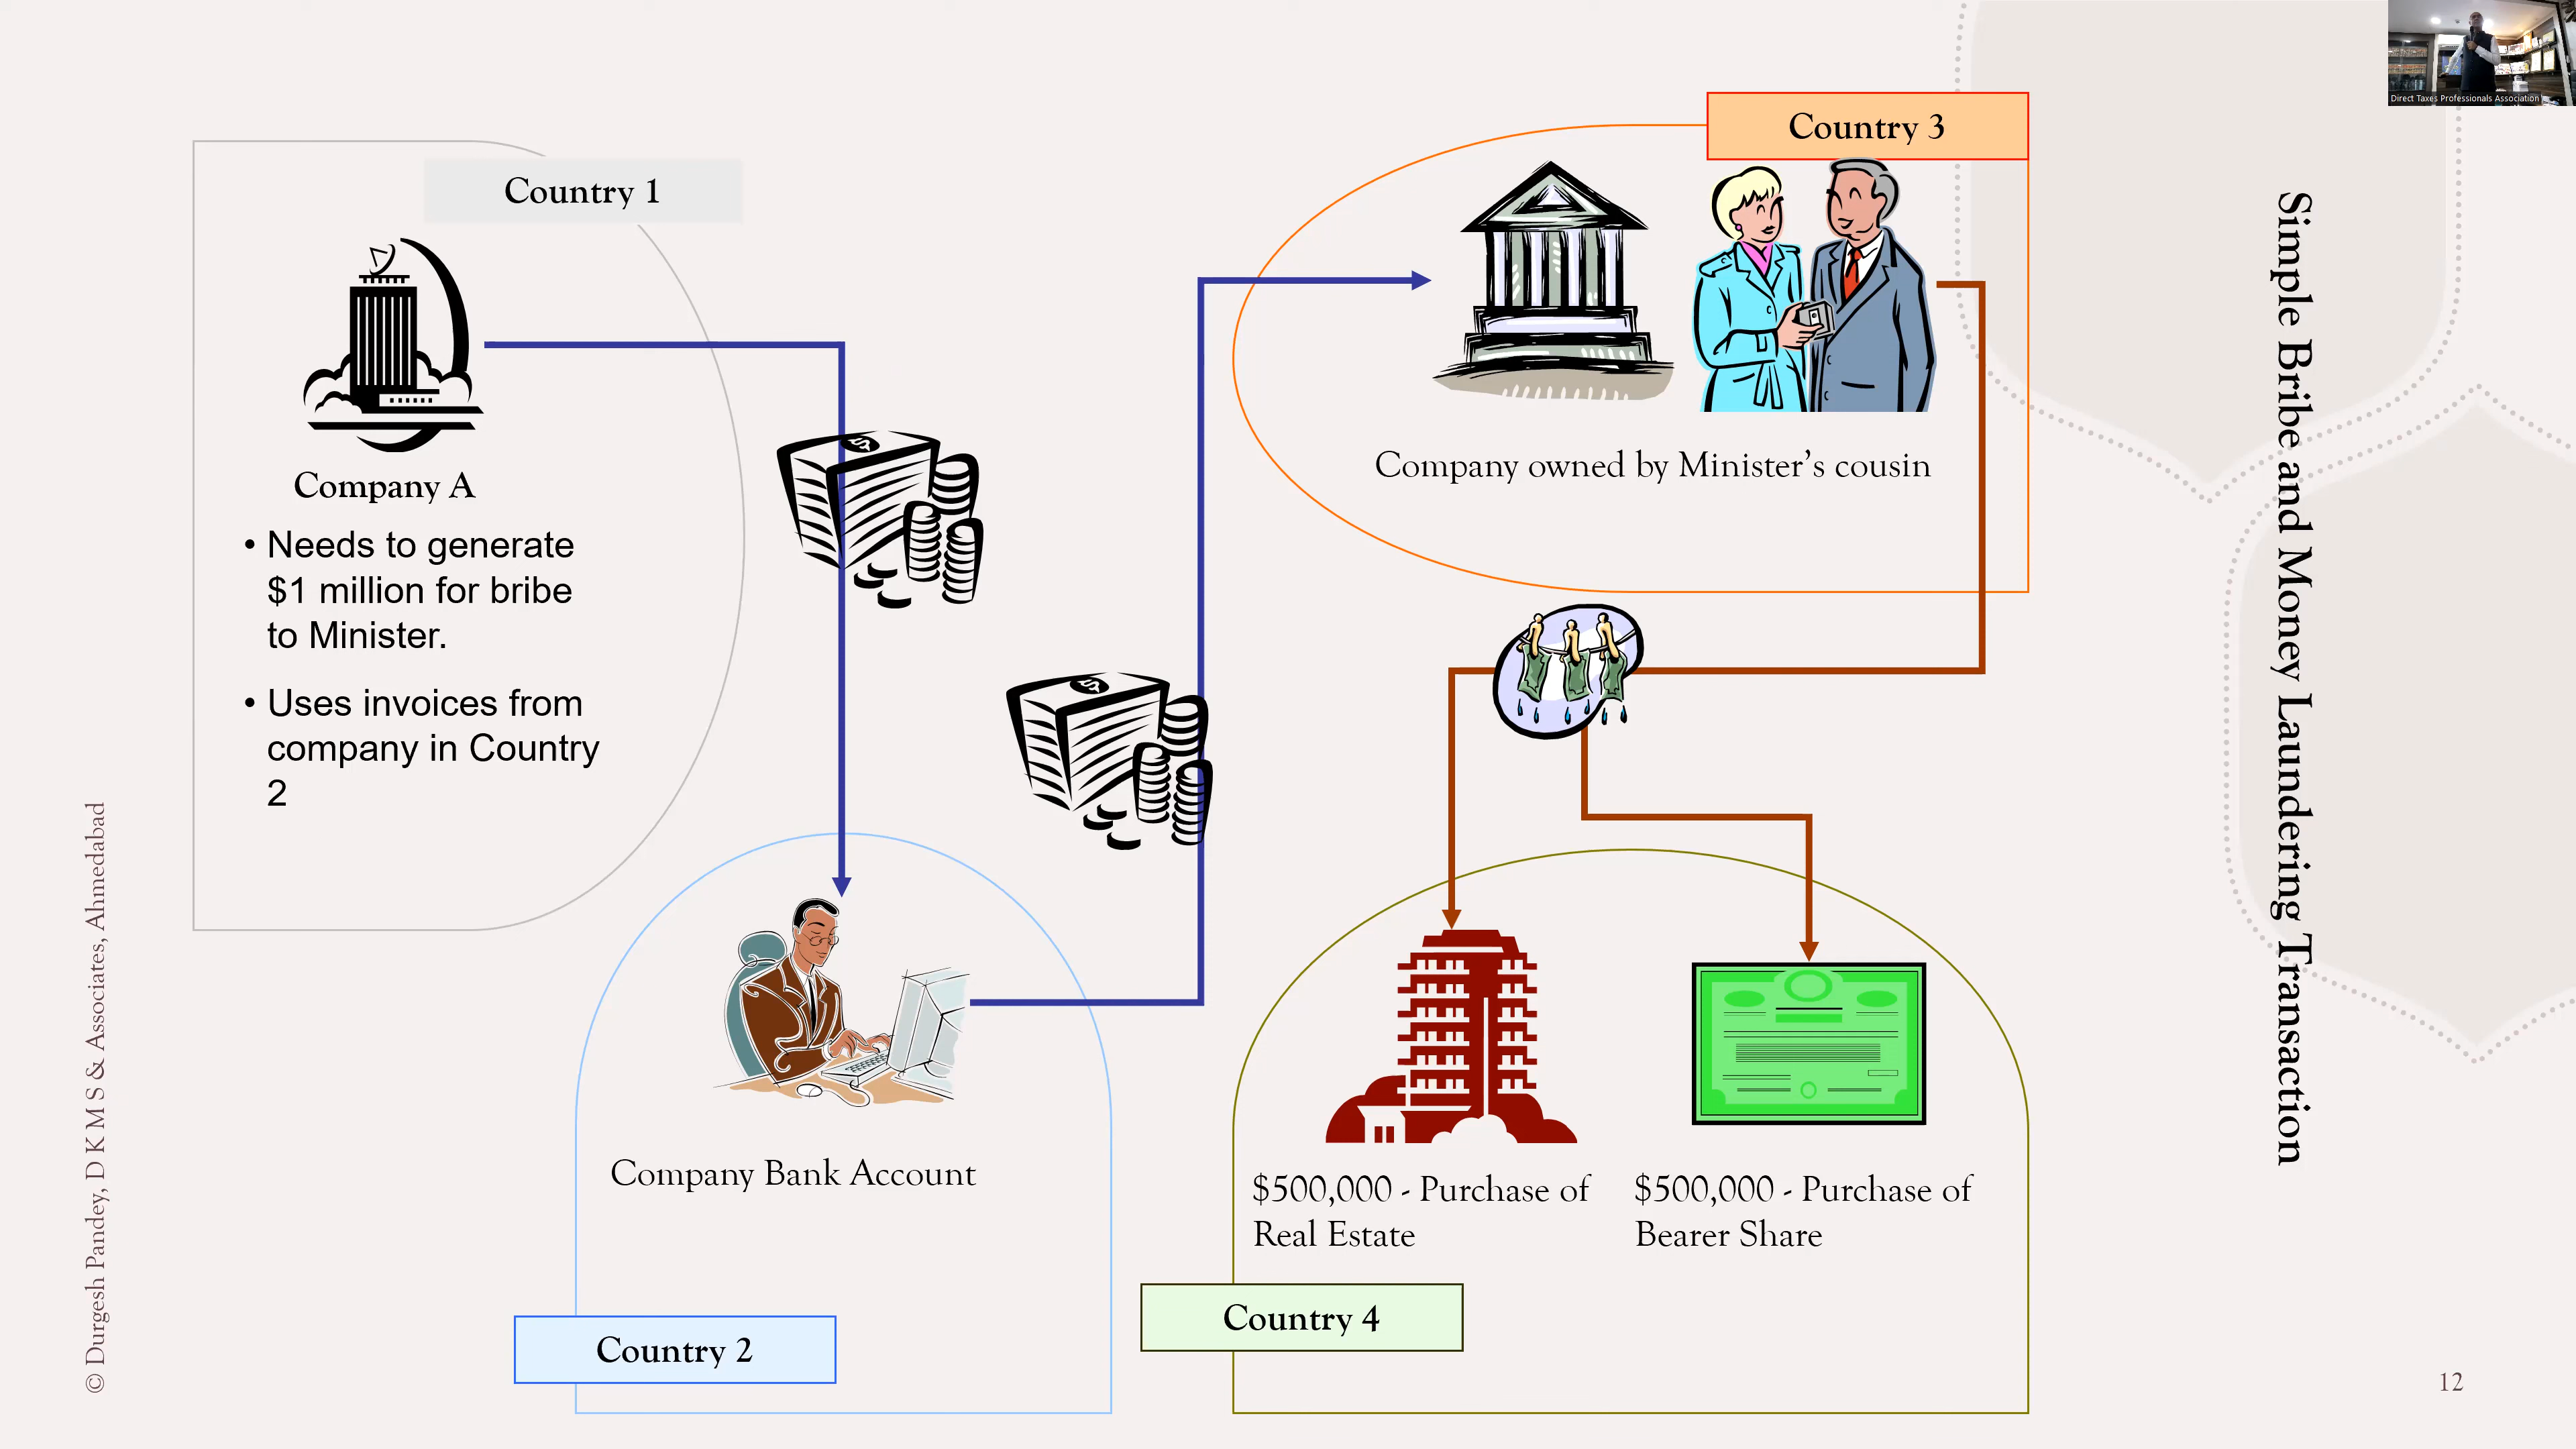 Direct Taxes Professionals Association
Simple Bribe and Money Laundering Transaction
Country 1
Company A
• Needs to generate
$1 million for bribe
to Minister.
• Uses invoices from
company in Country
2
Company Bank Account
Country 2
Country 3
Company owned by Minister’s cousin
$500,000 - Purchase of
Real Estate
$500,000 - Purchase of
Bearer Share
Country 4
© Durgesh Pandey, D K M S & Associates, Ahmedabad
12